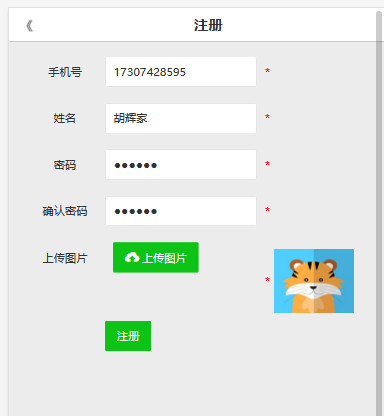 《 注册
手机号 17307428595 *
姓名 胡辉家 *
密码 •••••• *
确认密码 •••••• *
上传图片 上传图片 *
注册